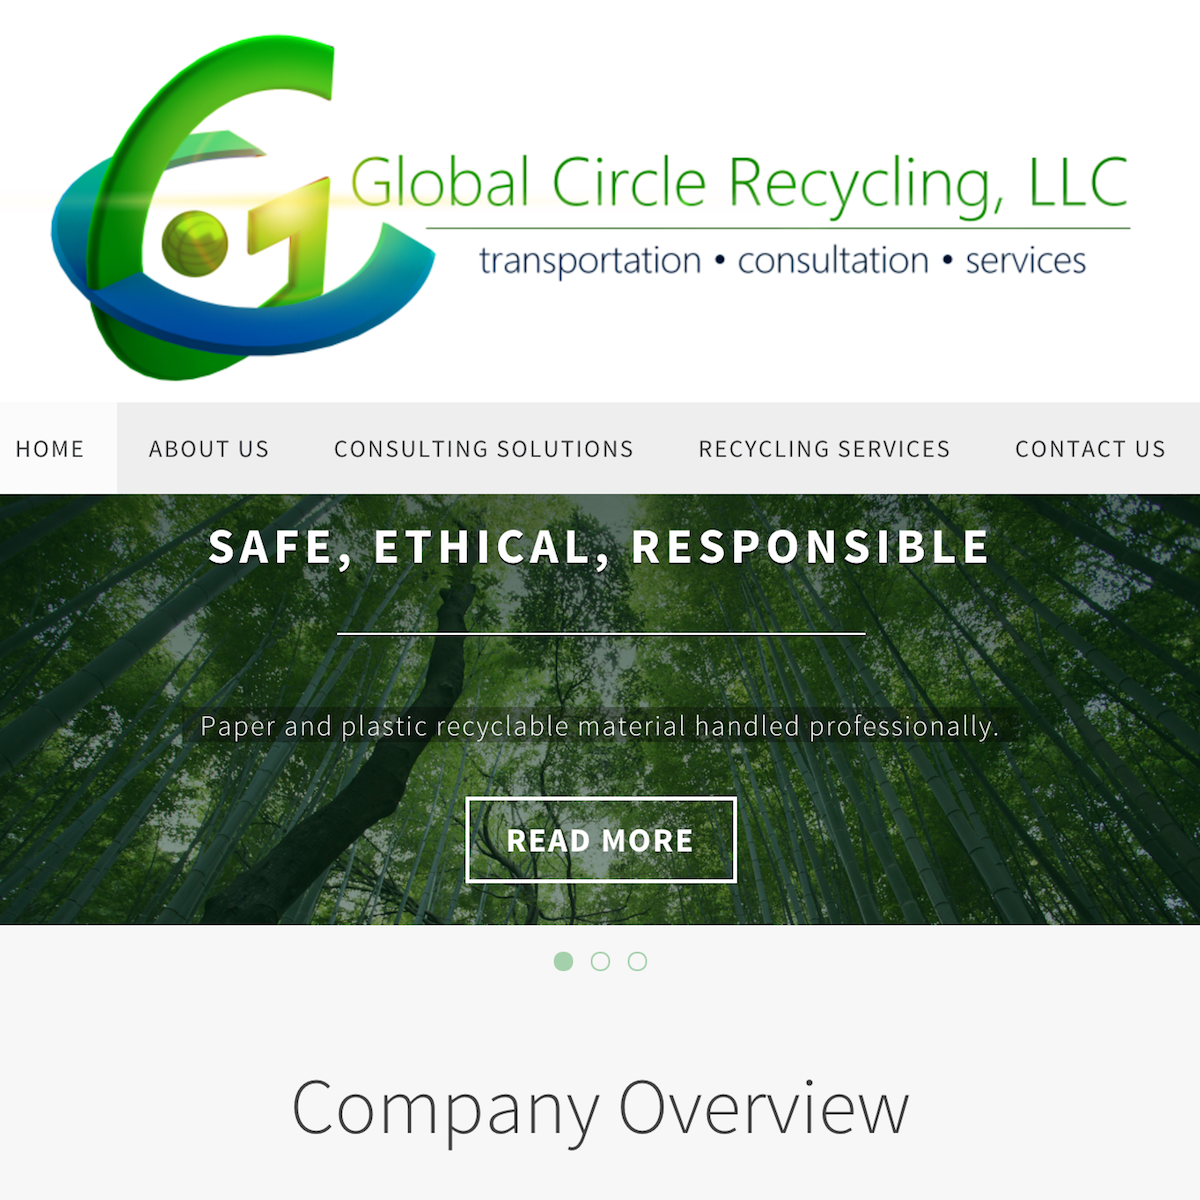 Global Circle Recycling, LLC
transportation • consultation • services
HOME ABOUT US CONSULTING SOLUTIONS RECYCLING SERVICES CONTACT US
SAFE, ETHICAL, RESPONSIBLE
Paper and plastic recyclable material handled professionally.
READ MORE
Company Overview